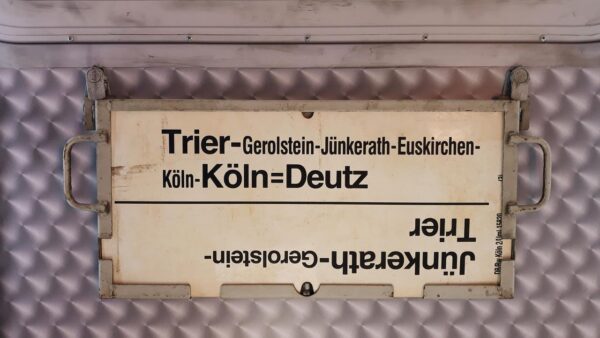 Trier-Gerolstein-Jünkerath-Euskirchen-
Köln-Köln=Deutz
Jünkerath-Gerolstein-
Trier